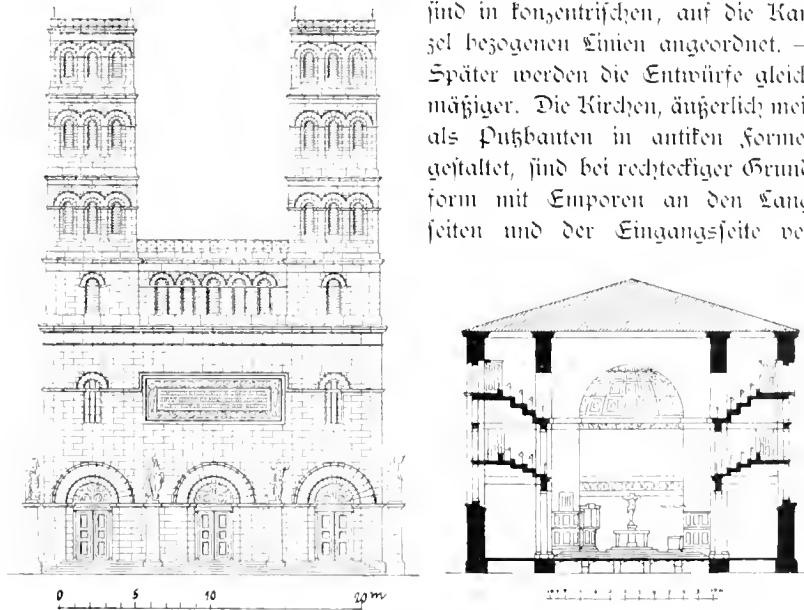 sind in konzentrischen, auf die Kan
zel bezogenen Linien angeordnet. –
Später werden die Entwürfe gleich
mäßiger. Die Kirchen, äußerlich mei
als Putzbauten in antiken Forme
gestaltet, sind bei rechteckiger Grund
form mit Emporen an den Lang
seiten und der Eingangsseite ve
0 5 10 20 m